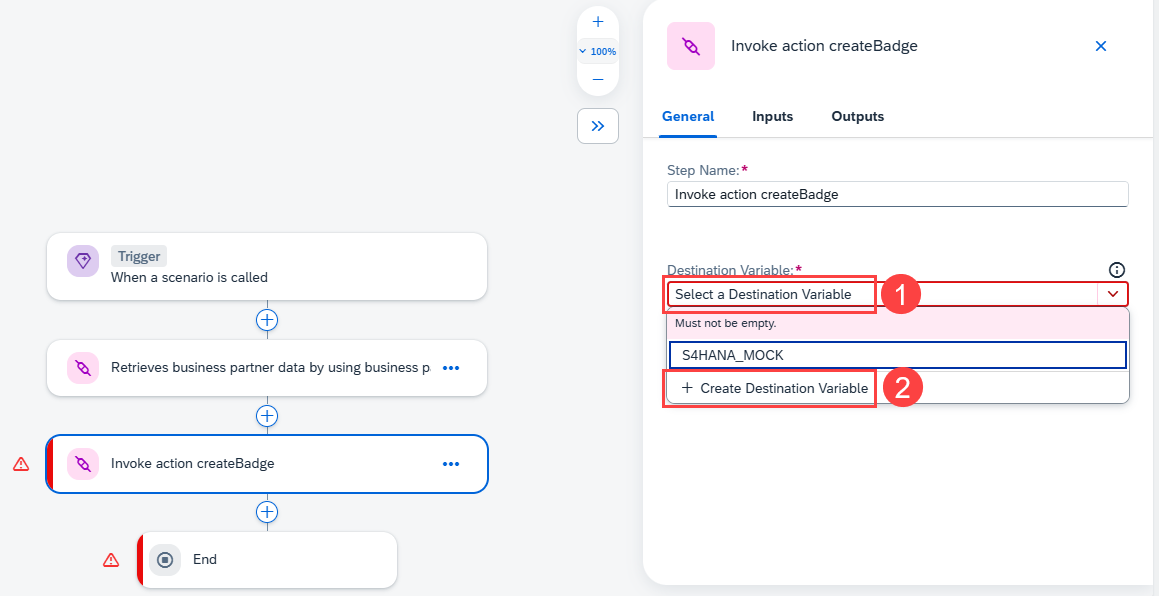 100%
Trigger
When a scenario is called
Retrieves business partner data by using business p
Invoke action createBadge
End
Invoke action createBadge
General Inputs Outputs
Step Name:*
Invoke action createBadge
Destination Variable:*
Select a Destination Variable 1
Must not be empty.
S4HANA_MOCK
+ Create Destination Variable 2